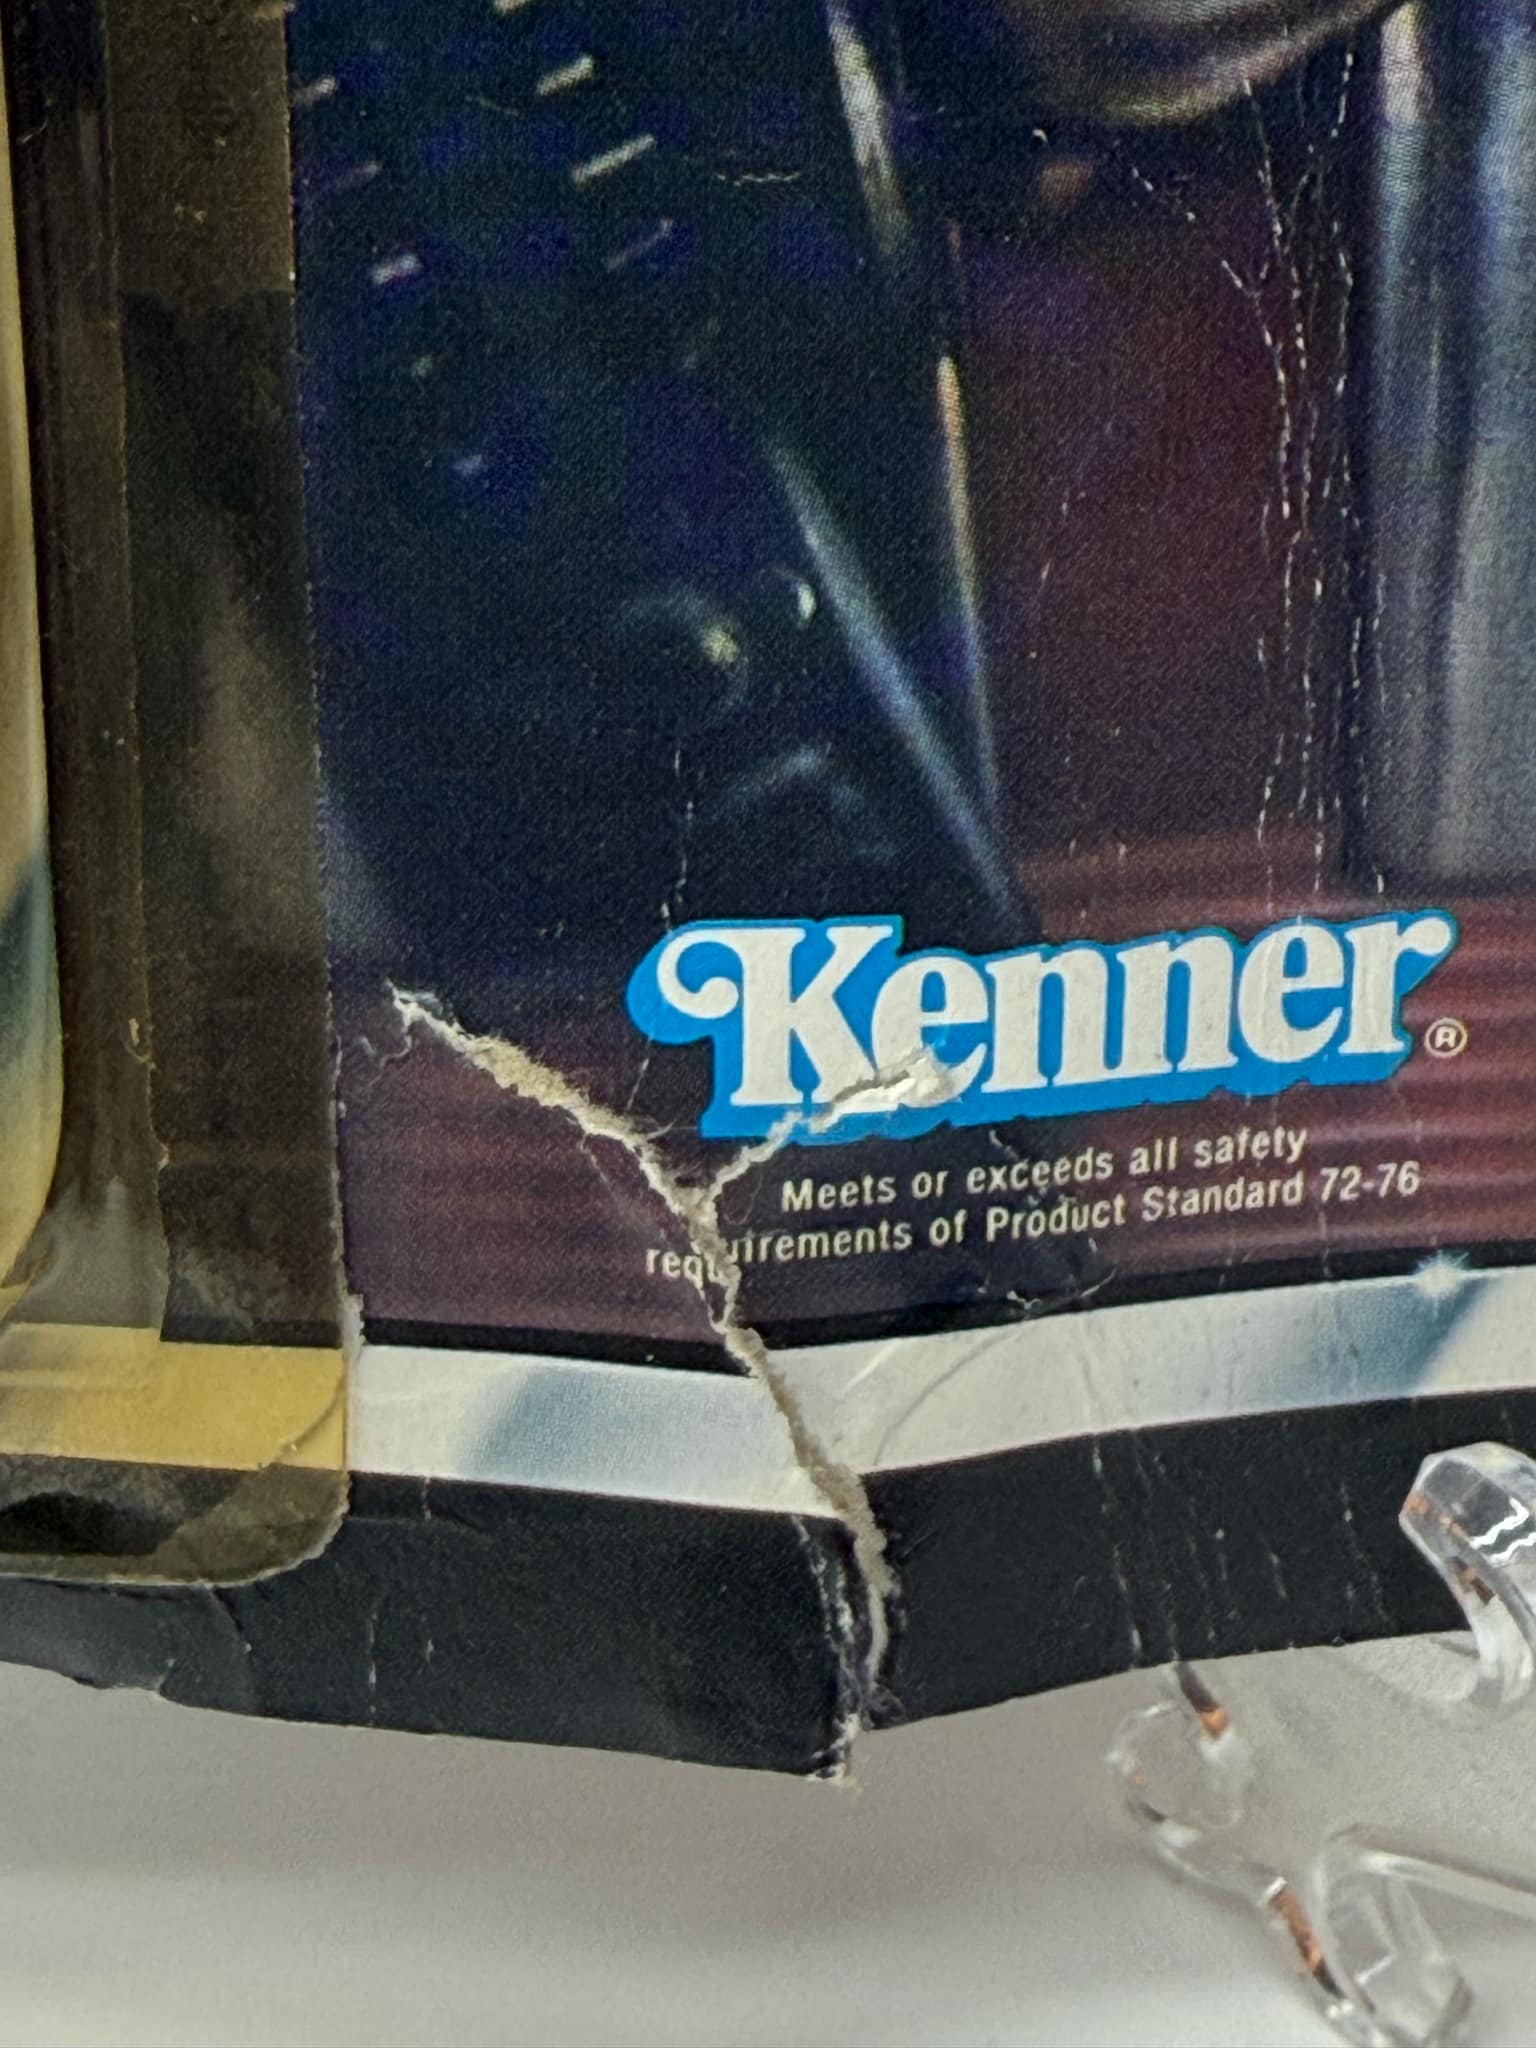 Kenner®
Meets or exceeds all safety
requirements of Product Standard 72-76